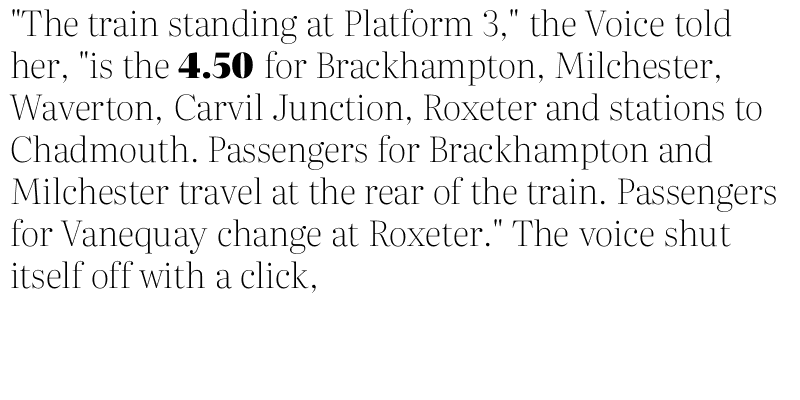 "The train standing at Platform 3," the Voice told
her, "is the 4.50 for Brackhampton, Milchester,
Waverton, Carvil Junction, Roxeter and stations to
Chadmouth. Passengers for Brackhampton and
Milchester travel at the rear of the train. Passengers
for Vanequay change at Roxeter." The voice shut
itself off with a click,